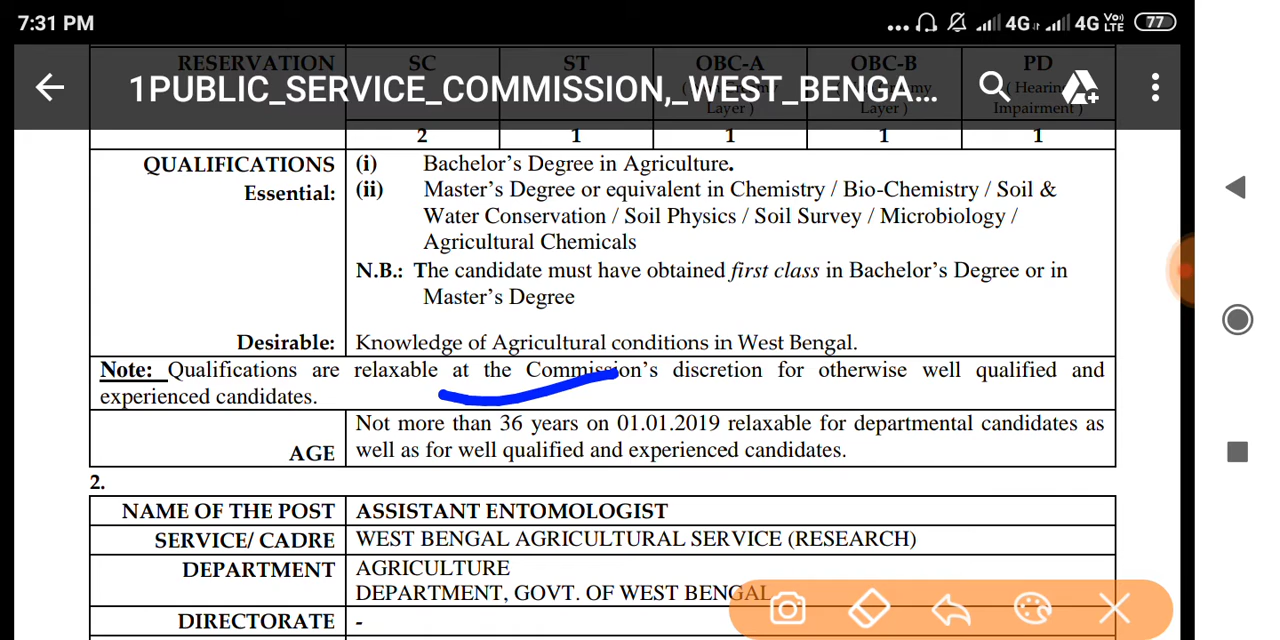 7:31 PM
4G 4G VoD LTE 77
RESERVATION SC ST OBC-A OBC-B PD
1PUBLIC_SERVICE_COMMISSION,_WEST_BENGA...
Layer ) Layer ) Impairment )
2 1 1 1 1
QUALIFICATIONS (i) Bachelor's Degree in Agriculture.
Essential: (ii) Master's Degree or equivalent in Chemistry / Bio-Chemistry / Soil &
Water Conservation / Soil Physics / Soil Survey / Microbiology /
Agricultural Chemicals
N.B.: The candidate must have obtained first class in Bachelor's Degree or in
Master's Degree
Desirable: Knowledge of Agricultural conditions in West Bengal.
Note: Qualifications are relaxable at the Commission's discretion for otherwise well qualified and
experienced candidates.
Not more than 36 years on 01.01.2019 relaxable for departmental candidates as
AGE well as for well qualified and experienced candidates.
2.
NAME OF THE POST ASSISTANT ENTOMOLOGIST
SERVICE/ CADRE WEST BENGAL AGRICULTURAL SERVICE (RESEARCH)
DEPARTMENT AGRICULTURE
DEPARTMENT, GOVT. OF WEST BENGAL
DIRECTORATE -